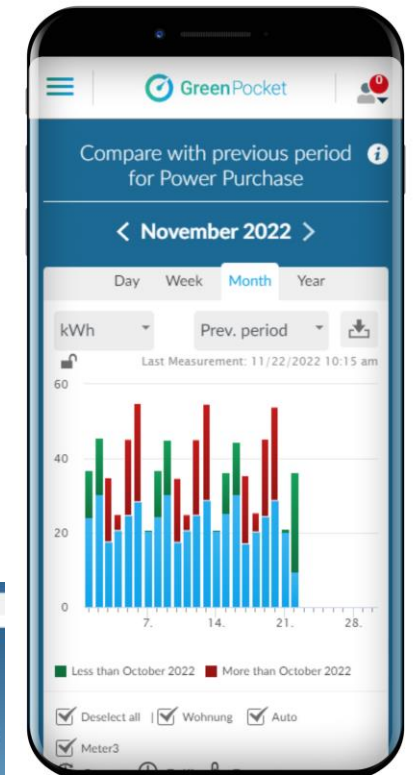 GreenPocket
0
Compare with previous period
for Power Purchase
i
< November 2022 >
Day Week Month Year
kWh Prev. period
Last Measurement: 11/22/2022 10:15 am
60
40
20
0
7. 14. 21. 28.
Less than October 2022 More than October 2022
Deselect all | Wohnung Auto
Meter3